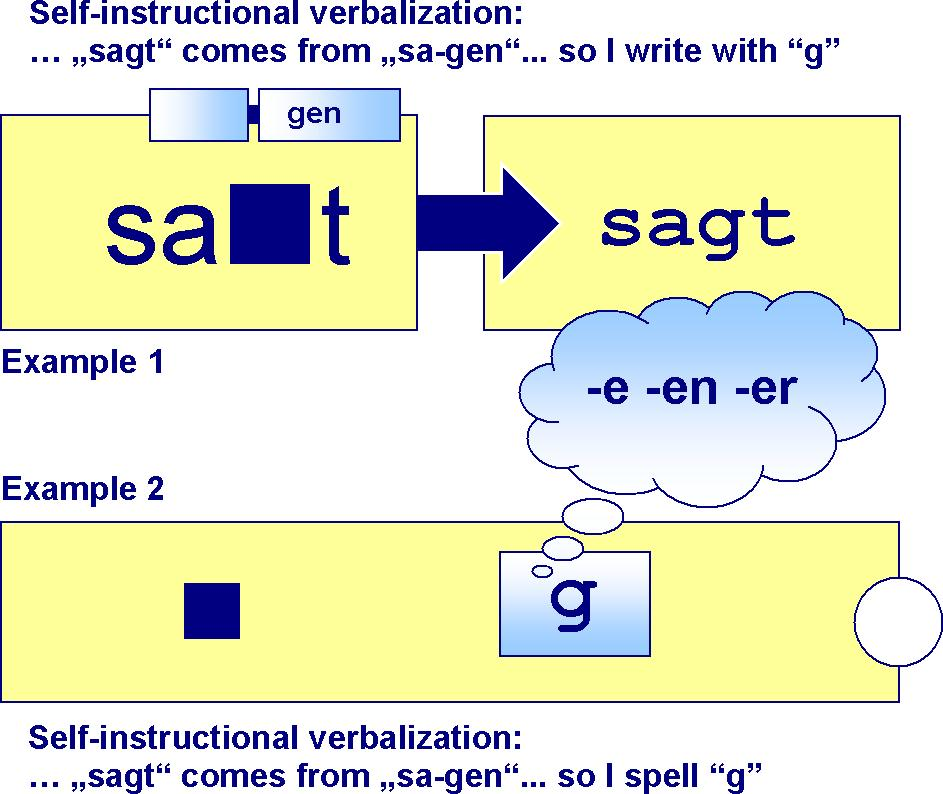 Self-instructional verbalization:
… „sagt“ comes from „sa-gen“... so I write with “g”
gen
sa■t
sagt
Example 1
-e -en -er
Example 2
■
g
Self-instructional verbalization:
… „sagt“ comes from „sa-gen“... so I spell “g”